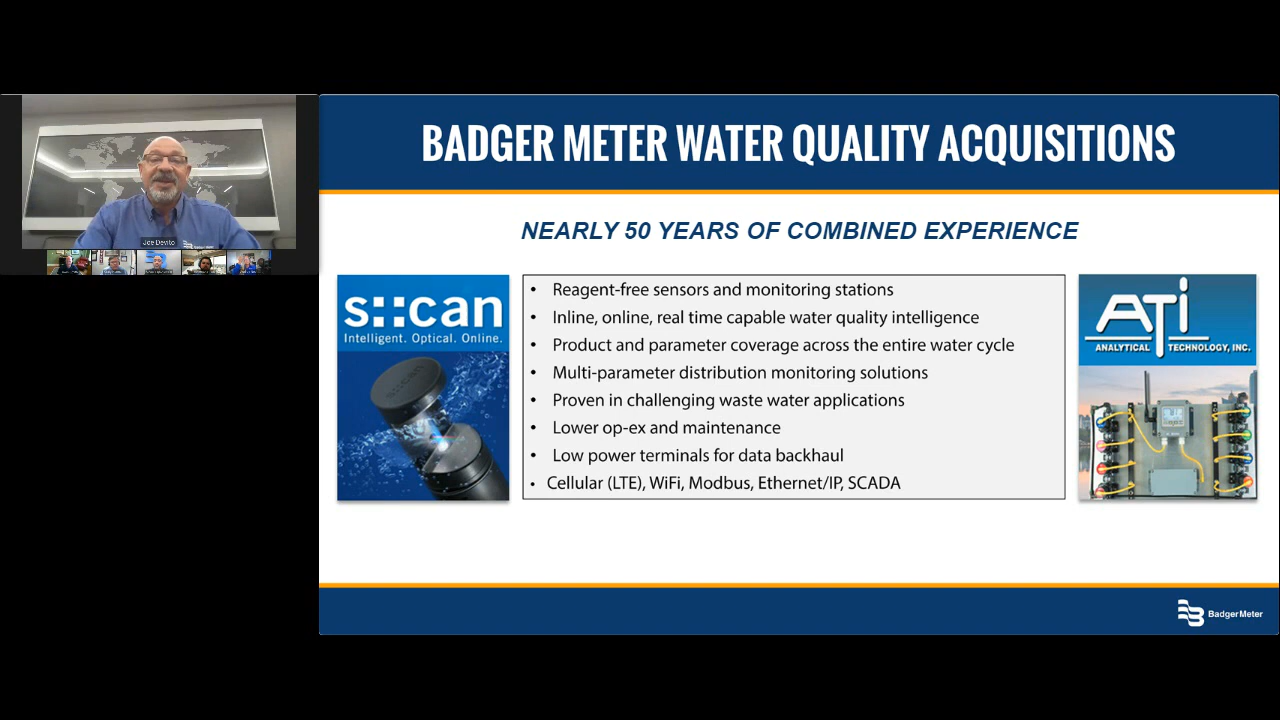 Joe Devito
BADGER METER WATER QUALITY ACQUISITIONS
NEARLY 50 YEARS OF COMBINED EXPERIENCE
s::can
Intelligent. Optical. Online.
• Reagent-free sensors and monitoring stations
• Inline, online, real time capable water quality intelligence
• Product and parameter coverage across the entire water cycle
• Multi-parameter distribution monitoring solutions
• Proven in challenging waste water applications
• Lower op-ex and maintenance
• Low power terminals for data backhaul
• Cellular (LTE), WiFi, Modbus, Ethernet/IP, SCADA
ATi
ANALYTICAL TECHNOLOGY, INC.
BadgerMeter